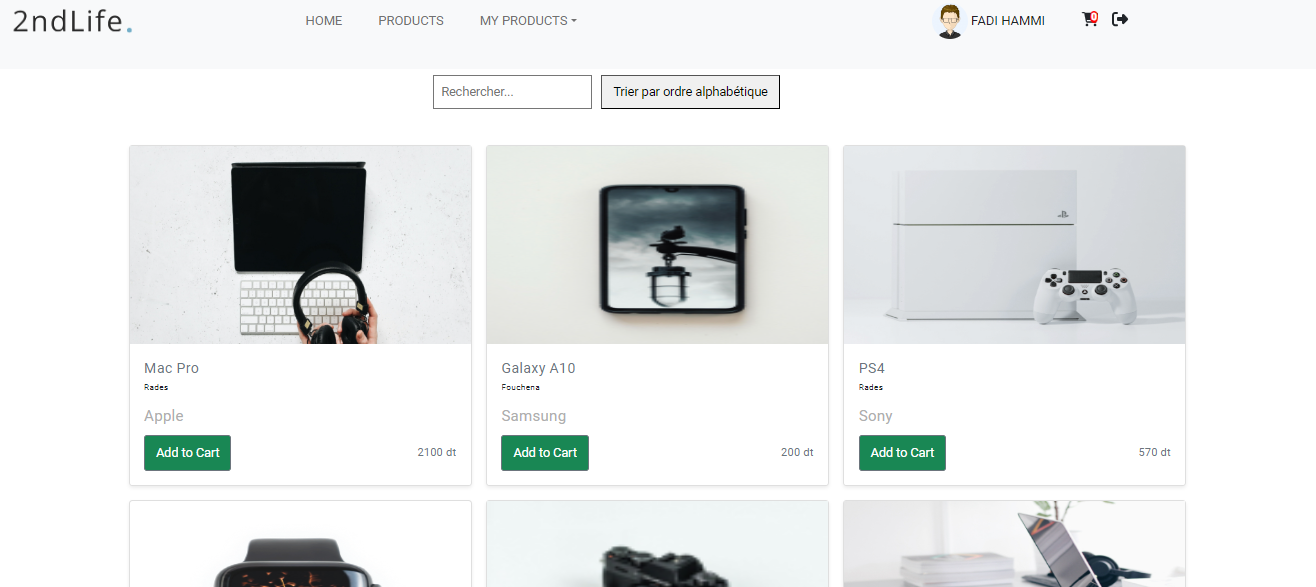 2ndLife.
HOME PRODUCTS MY PRODUCTS
FADI HAMMI
0
Rechercher...
Trier par ordre alphabétique
Mac Pro
Rades
Apple
Add to Cart 2100 dt
Galaxy A10
Fouchena
Samsung
Add to Cart 200 dt
PS4
Rades
Sony
Add to Cart 570 dt